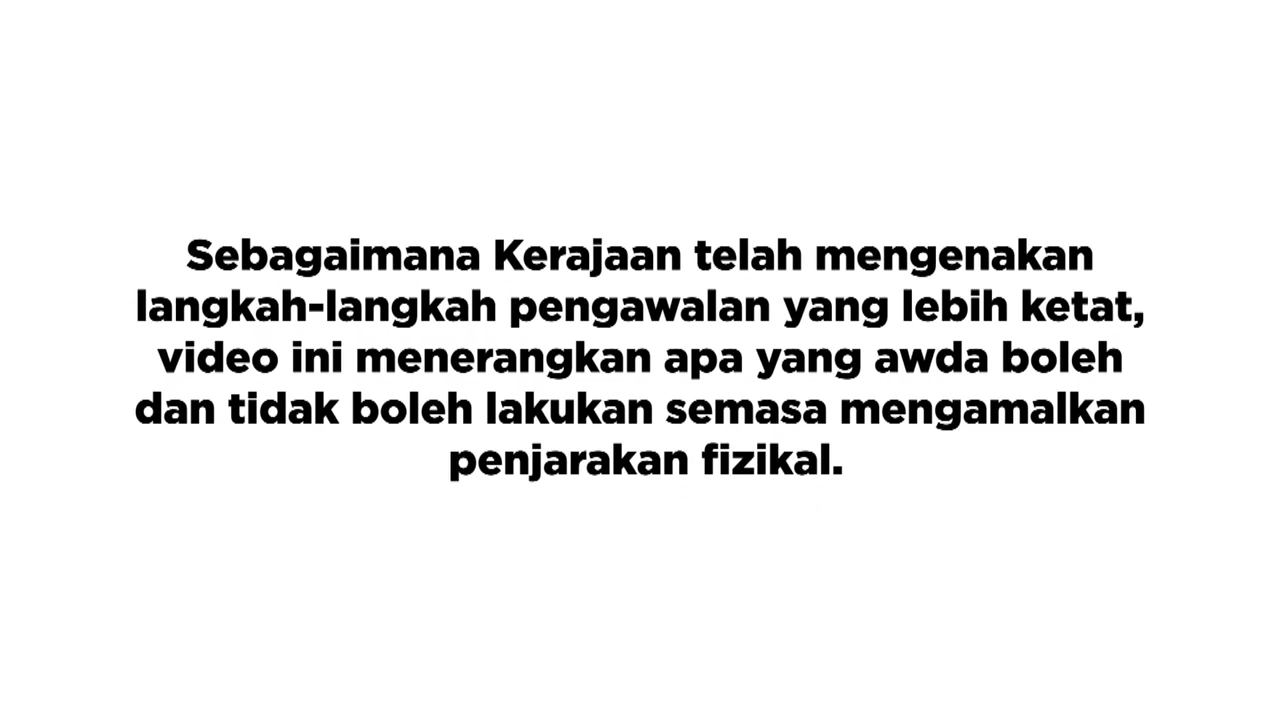 Sebagaimana Kerajaan telah mengenakan
langkah-langkah pengawalan yang lebih ketat,
video ini menerangkan apa yang awda boleh
dan tidak boleh lakukan semasa mengamalkan
penjarakan fizikal.